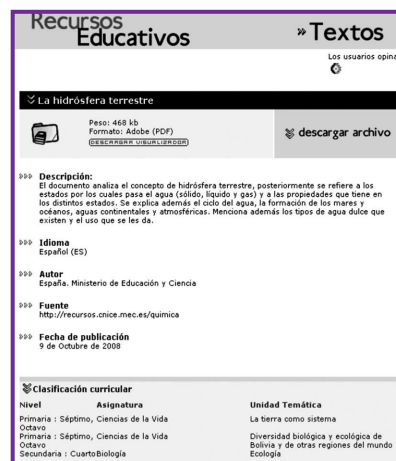 Recursos
Educativos
» Textos
Los usuarios opina
La hidrósfera terrestre
Peso: 468 kb
Formato: Adobe (PDF)
DESCARGAR VISUALIZADOR
descargar archivo
Descripción:
El documento analiza el concepto de hidrósfera terrestre, posteriormente se refiere a los
estados por los cuales pasa el agua (sólido, líquido y gas) y a las propiedades que tiene en
los distintos estados. Se explica además el ciclo del agua, la formación de los mares y
océanos, aguas continentales y atmosféricas. Menciona además los tipos de agua dulce que
existen y el uso que se les da.
Idioma
Español (ES)
Autor
España. Ministerio de Educación y Ciencia
Fuente
http://recursos.cnice.mec.es/quimica
Fecha de publicación
9 de Octubre de 2008
Clasificación curricular
Nivel Asignatura Unidad Temática
Primaria : Séptimo, Ciencias de la Vida La tierra como sistema
Octavo
Primaria : Séptimo, Ciencias de la Vida Diversidad biológica y ecológica de
Octavo Bolivia y de otras regiones del mundo
Secundaria : Cuarto Biología Ecología